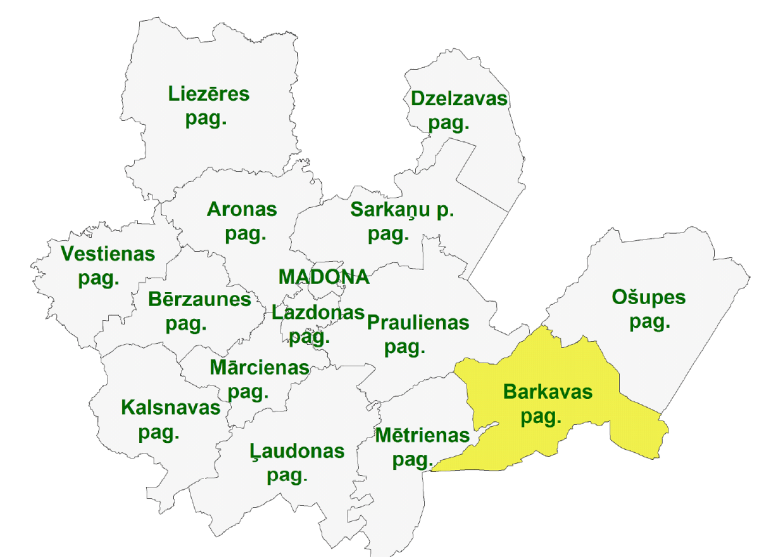 Liezēres
pag.
Dzelzavas
pag.
Aronas
pag.
Sarkaņu p.
pag.
Vestienas
pag.
MADONA
Bērzaunes
pag.
Lazdonas
pag.
Praulienas
pag.
Ošupes
pag.
Mārcienas
pag.
Barkavas
pag.
Kalsnavas
pag.
Ļaudonas
pag.
Mētrienas
pag.